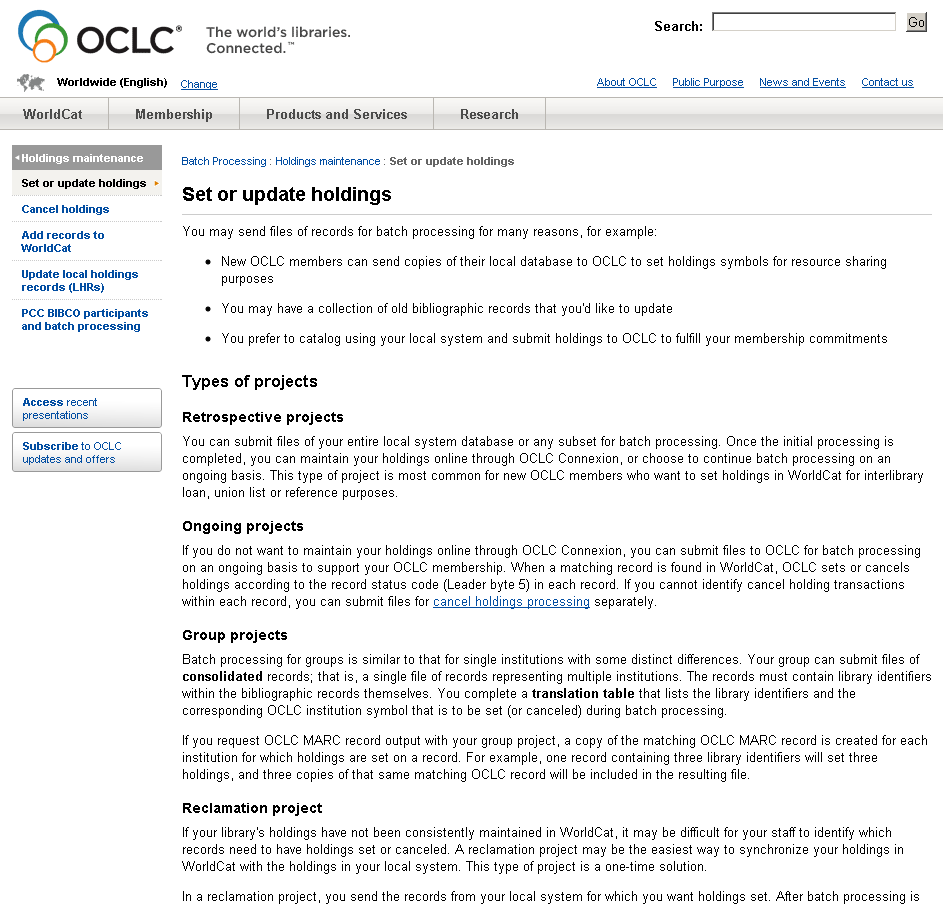 OCLC®
The world's libraries.
Connected.™
Search:
Go
Worldwide (English)
Change
About OCLC
Public Purpose
News and Events
Contact us
WorldCat
Membership
Products and Services
Research
Holdings maintenance
Set or update holdings
Cancel holdings
Add records to
WorldCat
Update local holdings
records (LHRs)
PCC BIBCO participants
and batch processing
Access recent
presentations
Subscribe to OCLC
updates and offers
Batch Processing : Holdings maintenance : Set or update holdings
Set or update holdings
You may send files of records for batch processing for many reasons, for example:
• New OCLC members can send copies of their local database to OCLC to set holdings symbols for resource sharing
purposes
• You may have a collection of old bibliographic records that you'd like to update
• You prefer to catalog using your local system and submit holdings to OCLC to fulfill your membership commitments
Types of projects
Retrospective projects
You can submit files of your entire local system database or any subset for batch processing. Once the initial processing is
completed, you can maintain your holdings online through OCLC Connexion, or choose to continue batch processing on an
ongoing basis. This type of project is most common for new OCLC members who want to set holdings in WorldCat for interlibrary
loan, union list or reference purposes.
Ongoing projects
If you do not want to maintain your holdings online through OCLC Connexion, you can submit files to OCLC for batch processing
on an ongoing basis to support your OCLC membership. When a matching record is found in WorldCat, OCLC sets or cancels
holdings according to the record status code (Leader byte 5) in each record. If you cannot identify cancel holding transactions
within each record, you can submit files for cancel holdings processing separately.
Group projects
Batch processing for groups is similar to that for single institutions with some distinct differences. Your group can submit files of
consolidated records; that is, a single file of records representing multiple institutions. The records must contain library identifiers
within the bibliographic records themselves. You complete a translation table that lists the library identifiers and the
corresponding OCLC institution symbol that is to be set (or canceled) during batch processing.
If you request OCLC MARC record output with your group project, a copy of the matching OCLC MARC record is created for each
institution for which holdings are set on a record. For example, one record containing three library identifiers will set three
holdings, and three copies of that same matching OCLC record will be included in the resulting file.
Reclamation project
If your library's holdings have not been consistently maintained in WorldCat, it may be difficult for your staff to identify which
records need to have holdings set or canceled. A reclamation project may be the easiest way to synchronize your holdings in
WorldCat with the holdings in your local system. This type of project is a one-time solution.
In a reclamation project, you send the records from your local system for which you want holdings set. After batch processing is